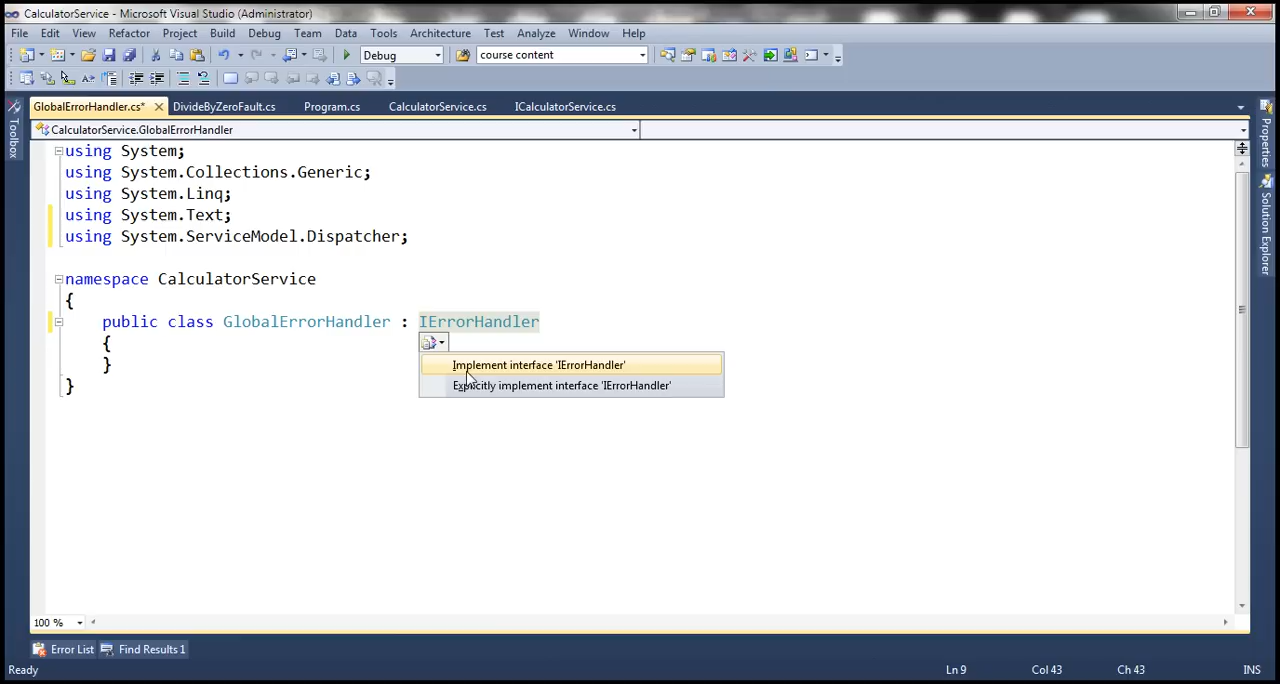 CalculatorService - Microsoft Visual Studio (Administrator)
File Edit View Refactor Project Build Debug Team Data Tools Architecture Test Analyze Window Help
Debug course content
GlobalErrorHandler.cs* DivideByZeroFault.cs Program.cs CalculatorService.cs ICalculatorService.cs
CalculatorService.GlobalErrorHandler
using System;
using System.Collections.Generic;
using System.Linq;
using System.Text;
using System.ServiceModel.Dispatcher;
namespace CalculatorService
{
public class GlobalErrorHandler : IErrorHandler
{
Implement interface 'IErrorHandler'
}
Explicitly implement interface 'IErrorHandler'
}
Toolbox
Properties
Solution Explorer
100 %
Error List Find Results 1
Ready Ln 9 Col 43 Ch 43 INS